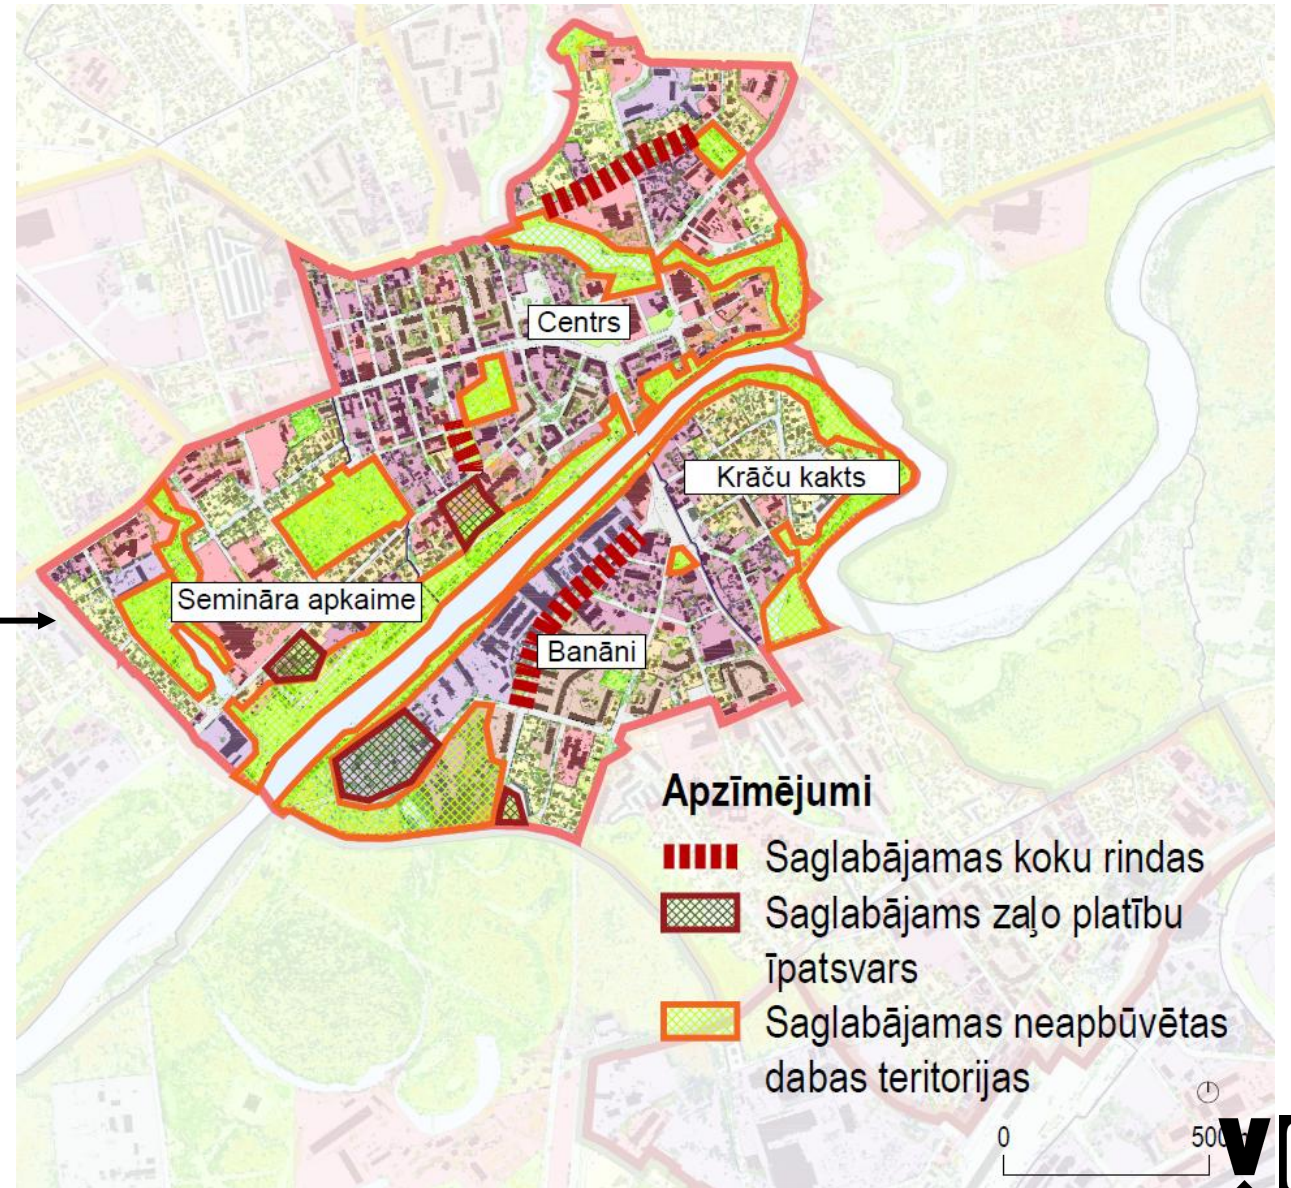 Centrs
Krāču kakts
Semināra apkaime
Banāni
Apzīmējumi
Saglabājamas koku rindas
Saglabājams zaļo platību
īpatsvars
Saglabājamas neapbūvētas
dabas teritorijas
0 500